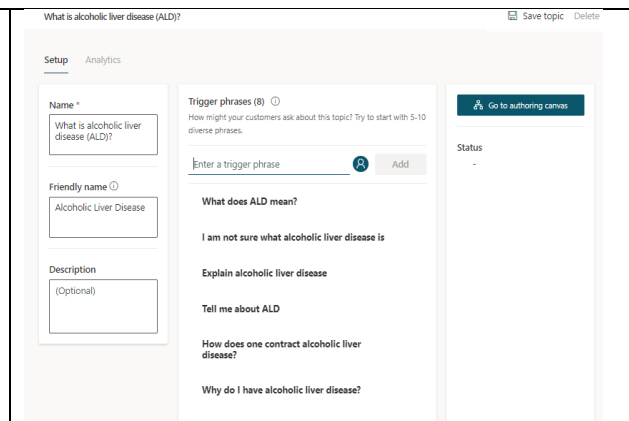 What is alcoholic liver disease (ALD)?
Save topic Delete
Setup Analytics
Name *
What is alcoholic liver
disease (ALD)?
Friendly name
Alcoholic Liver Disease
Description
(Optional)
Trigger phrases (8)
How might your customers ask about this topic? Try to start with 5-10
diverse phrases.
Enter a trigger phrase
Add
What does ALD mean?
I am not sure what alcoholic liver disease is
Explain alcoholic liver disease
Tell me about ALD
How does one contract alcoholic liver
disease?
Why do I have alcoholic liver disease?
Go to authoring canvas
Status
-